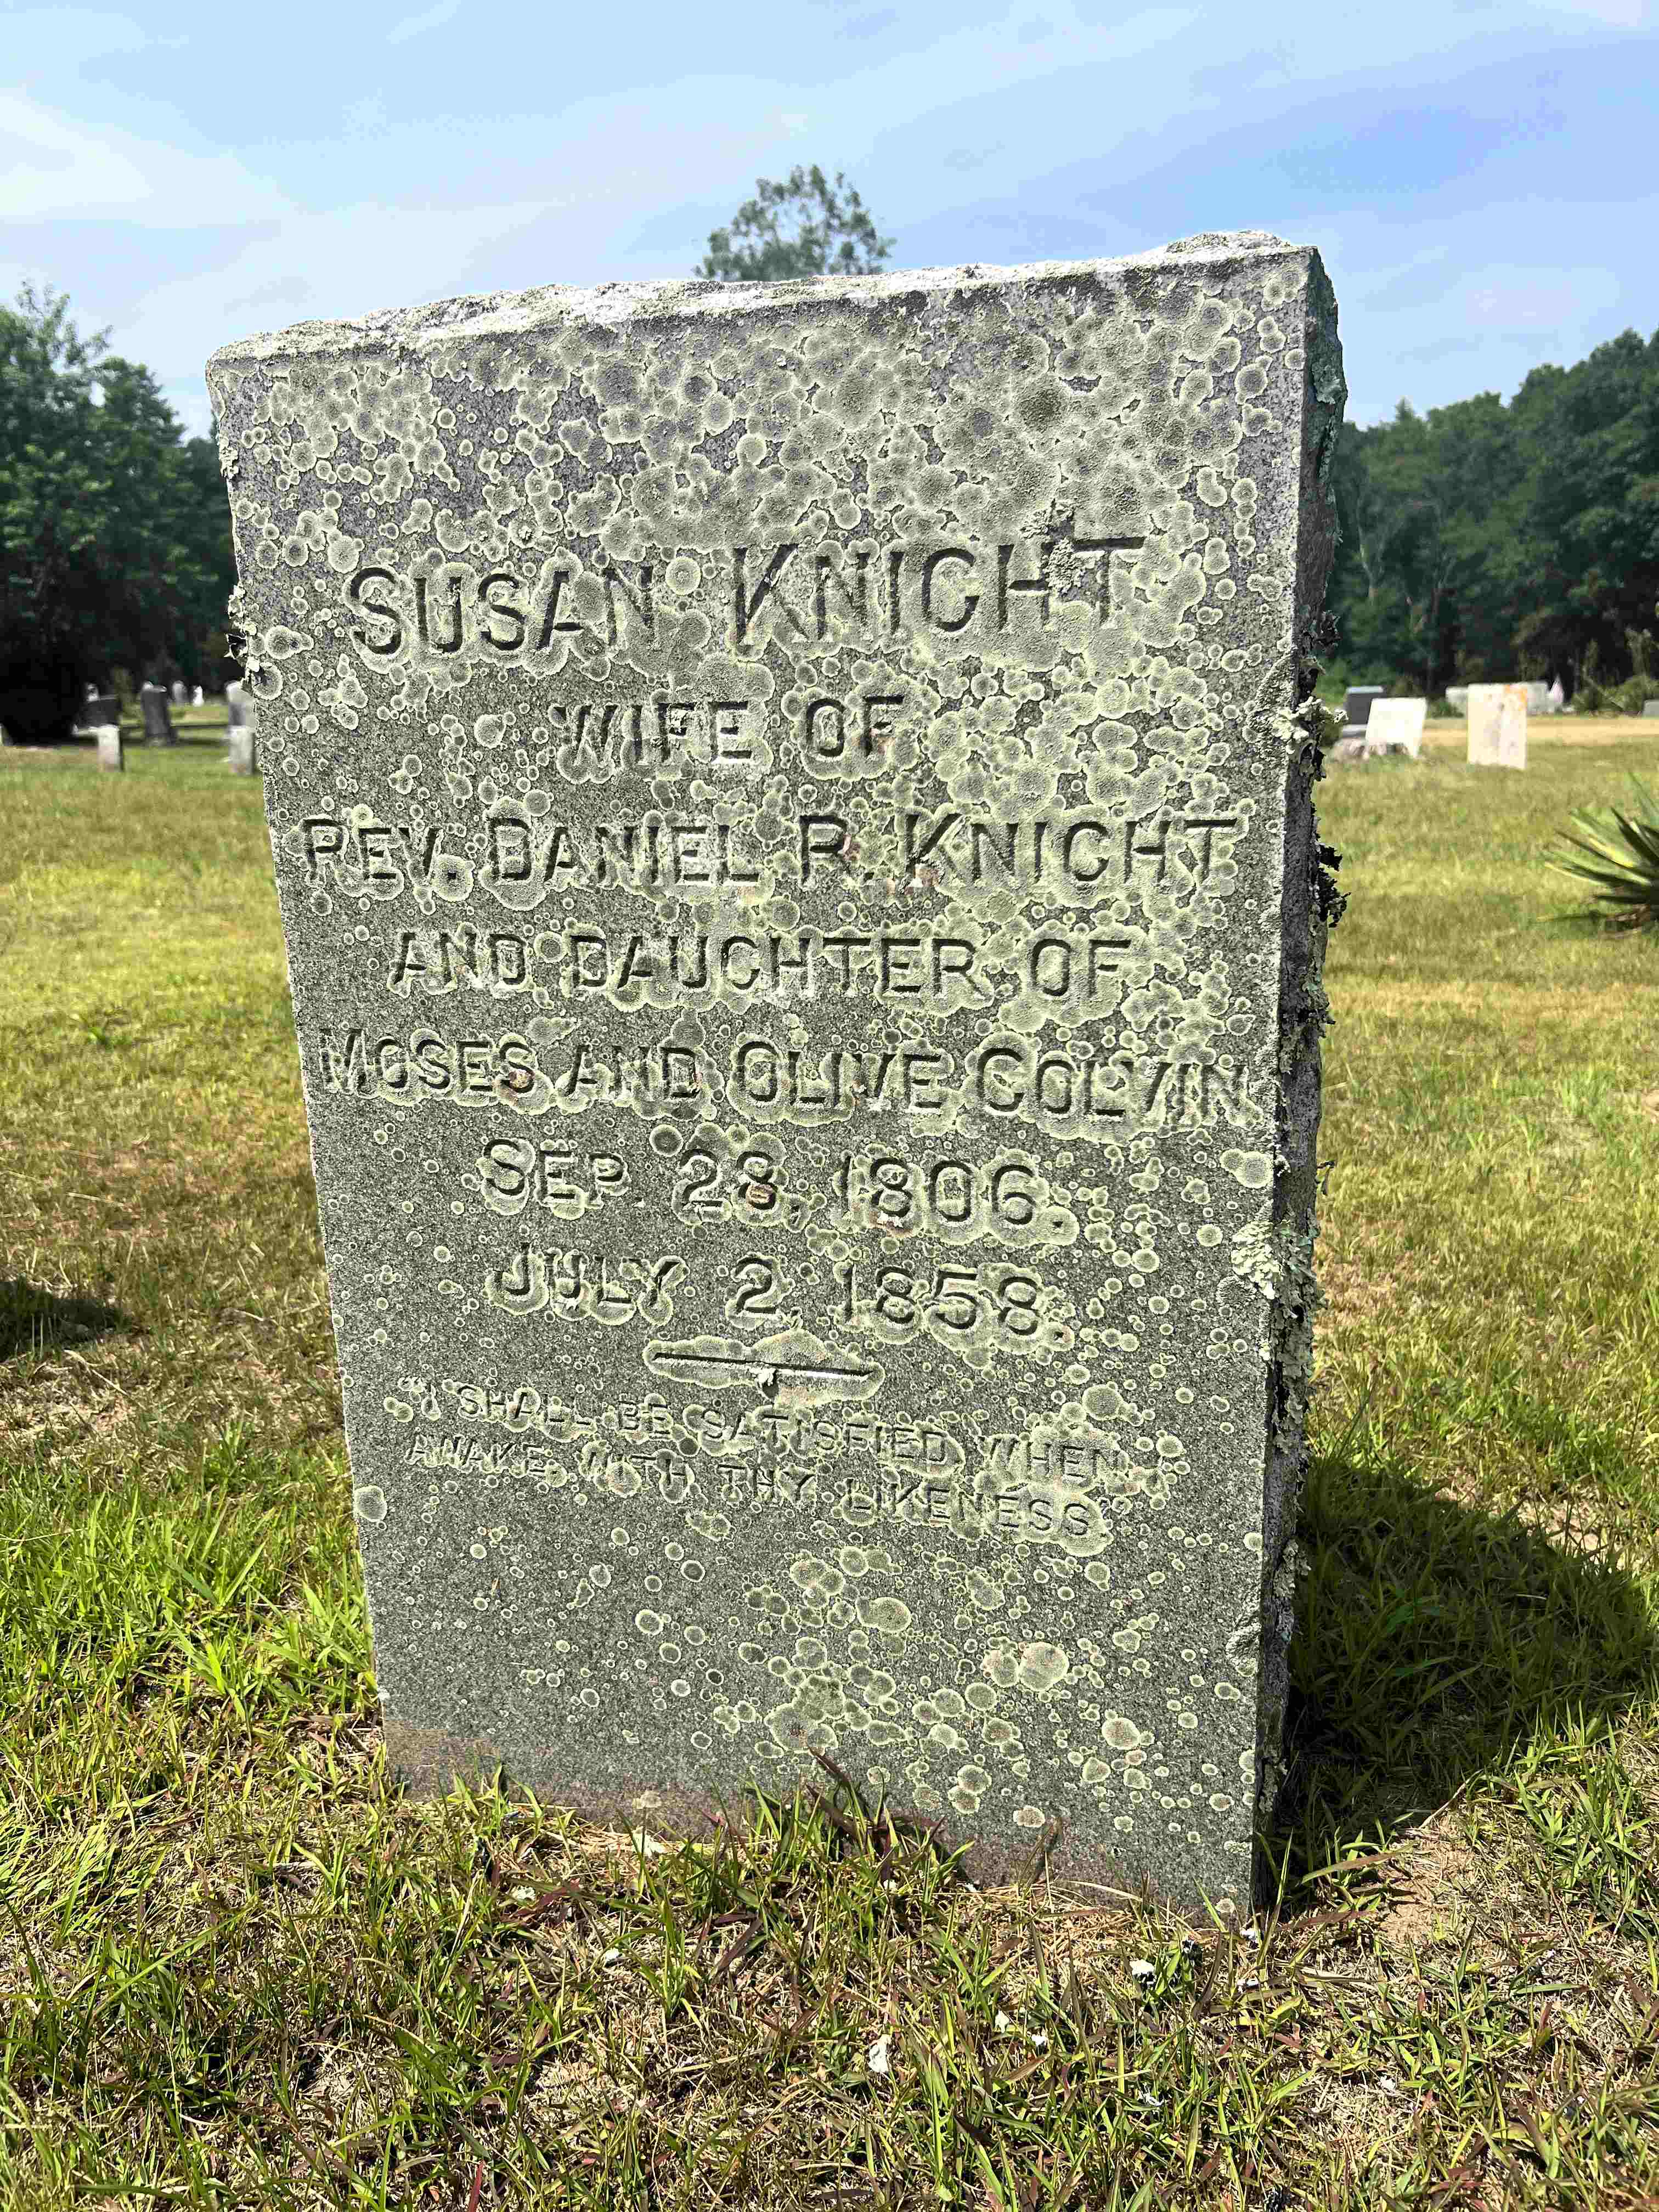 SUSAN KNIGHT
WIFE OF
REV. DANIEL R. KNIGHT
AND DAUGHTER OF
MOSES AND OLIVE COLVIN
SEP. 28, 1806.
JULY 2, 1858.
"I SHALL BE SATISFIED WHEN I
AWAKE WITH THY LIKENESS."